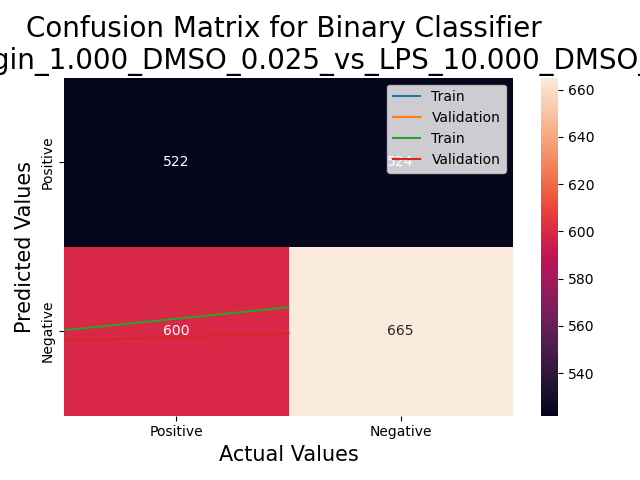 Confusion Matrix for Binary Classifier
gin_1.000_DMSO_0.025_vs_LPS_10.000_DMSO_
Train
Validation
Train
Validation
Predicted Values
Positive
Negative
522
524
600
665
Positive
Negative
Actual Values
660
640
620
600
580
560
540